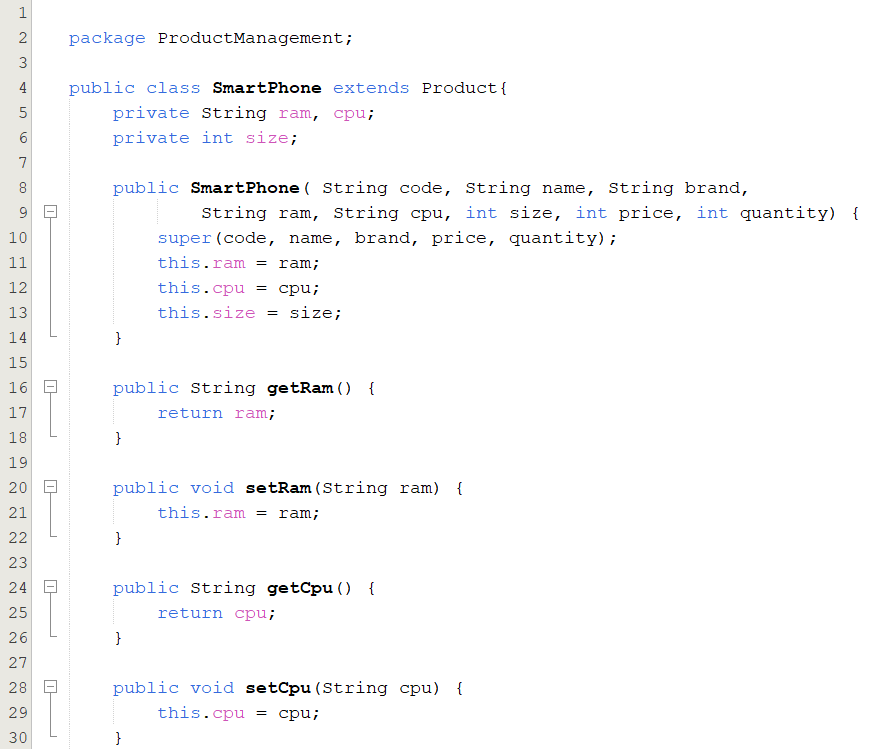 1
2 package ProductManagement;
3
4 public class SmartPhone extends Product{
5 private String ram, cpu;
6 private int size;
7
8 public SmartPhone( String code, String name, String brand,
9 String ram, String cpu, int size, int price, int quantity) {
10 super(code, name, brand, price, quantity);
11 this.ram = ram;
12 this.cpu = cpu;
13 this.size = size;
14 }
15
16 public String getRam() {
17 return ram;
18 }
19
20 public void setRam(String ram) {
21 this.ram = ram;
22 }
23
24 public String getCpu() {
25 return cpu;
26 }
27
28 public void setCpu(String cpu) {
29 this.cpu = cpu;
30 }